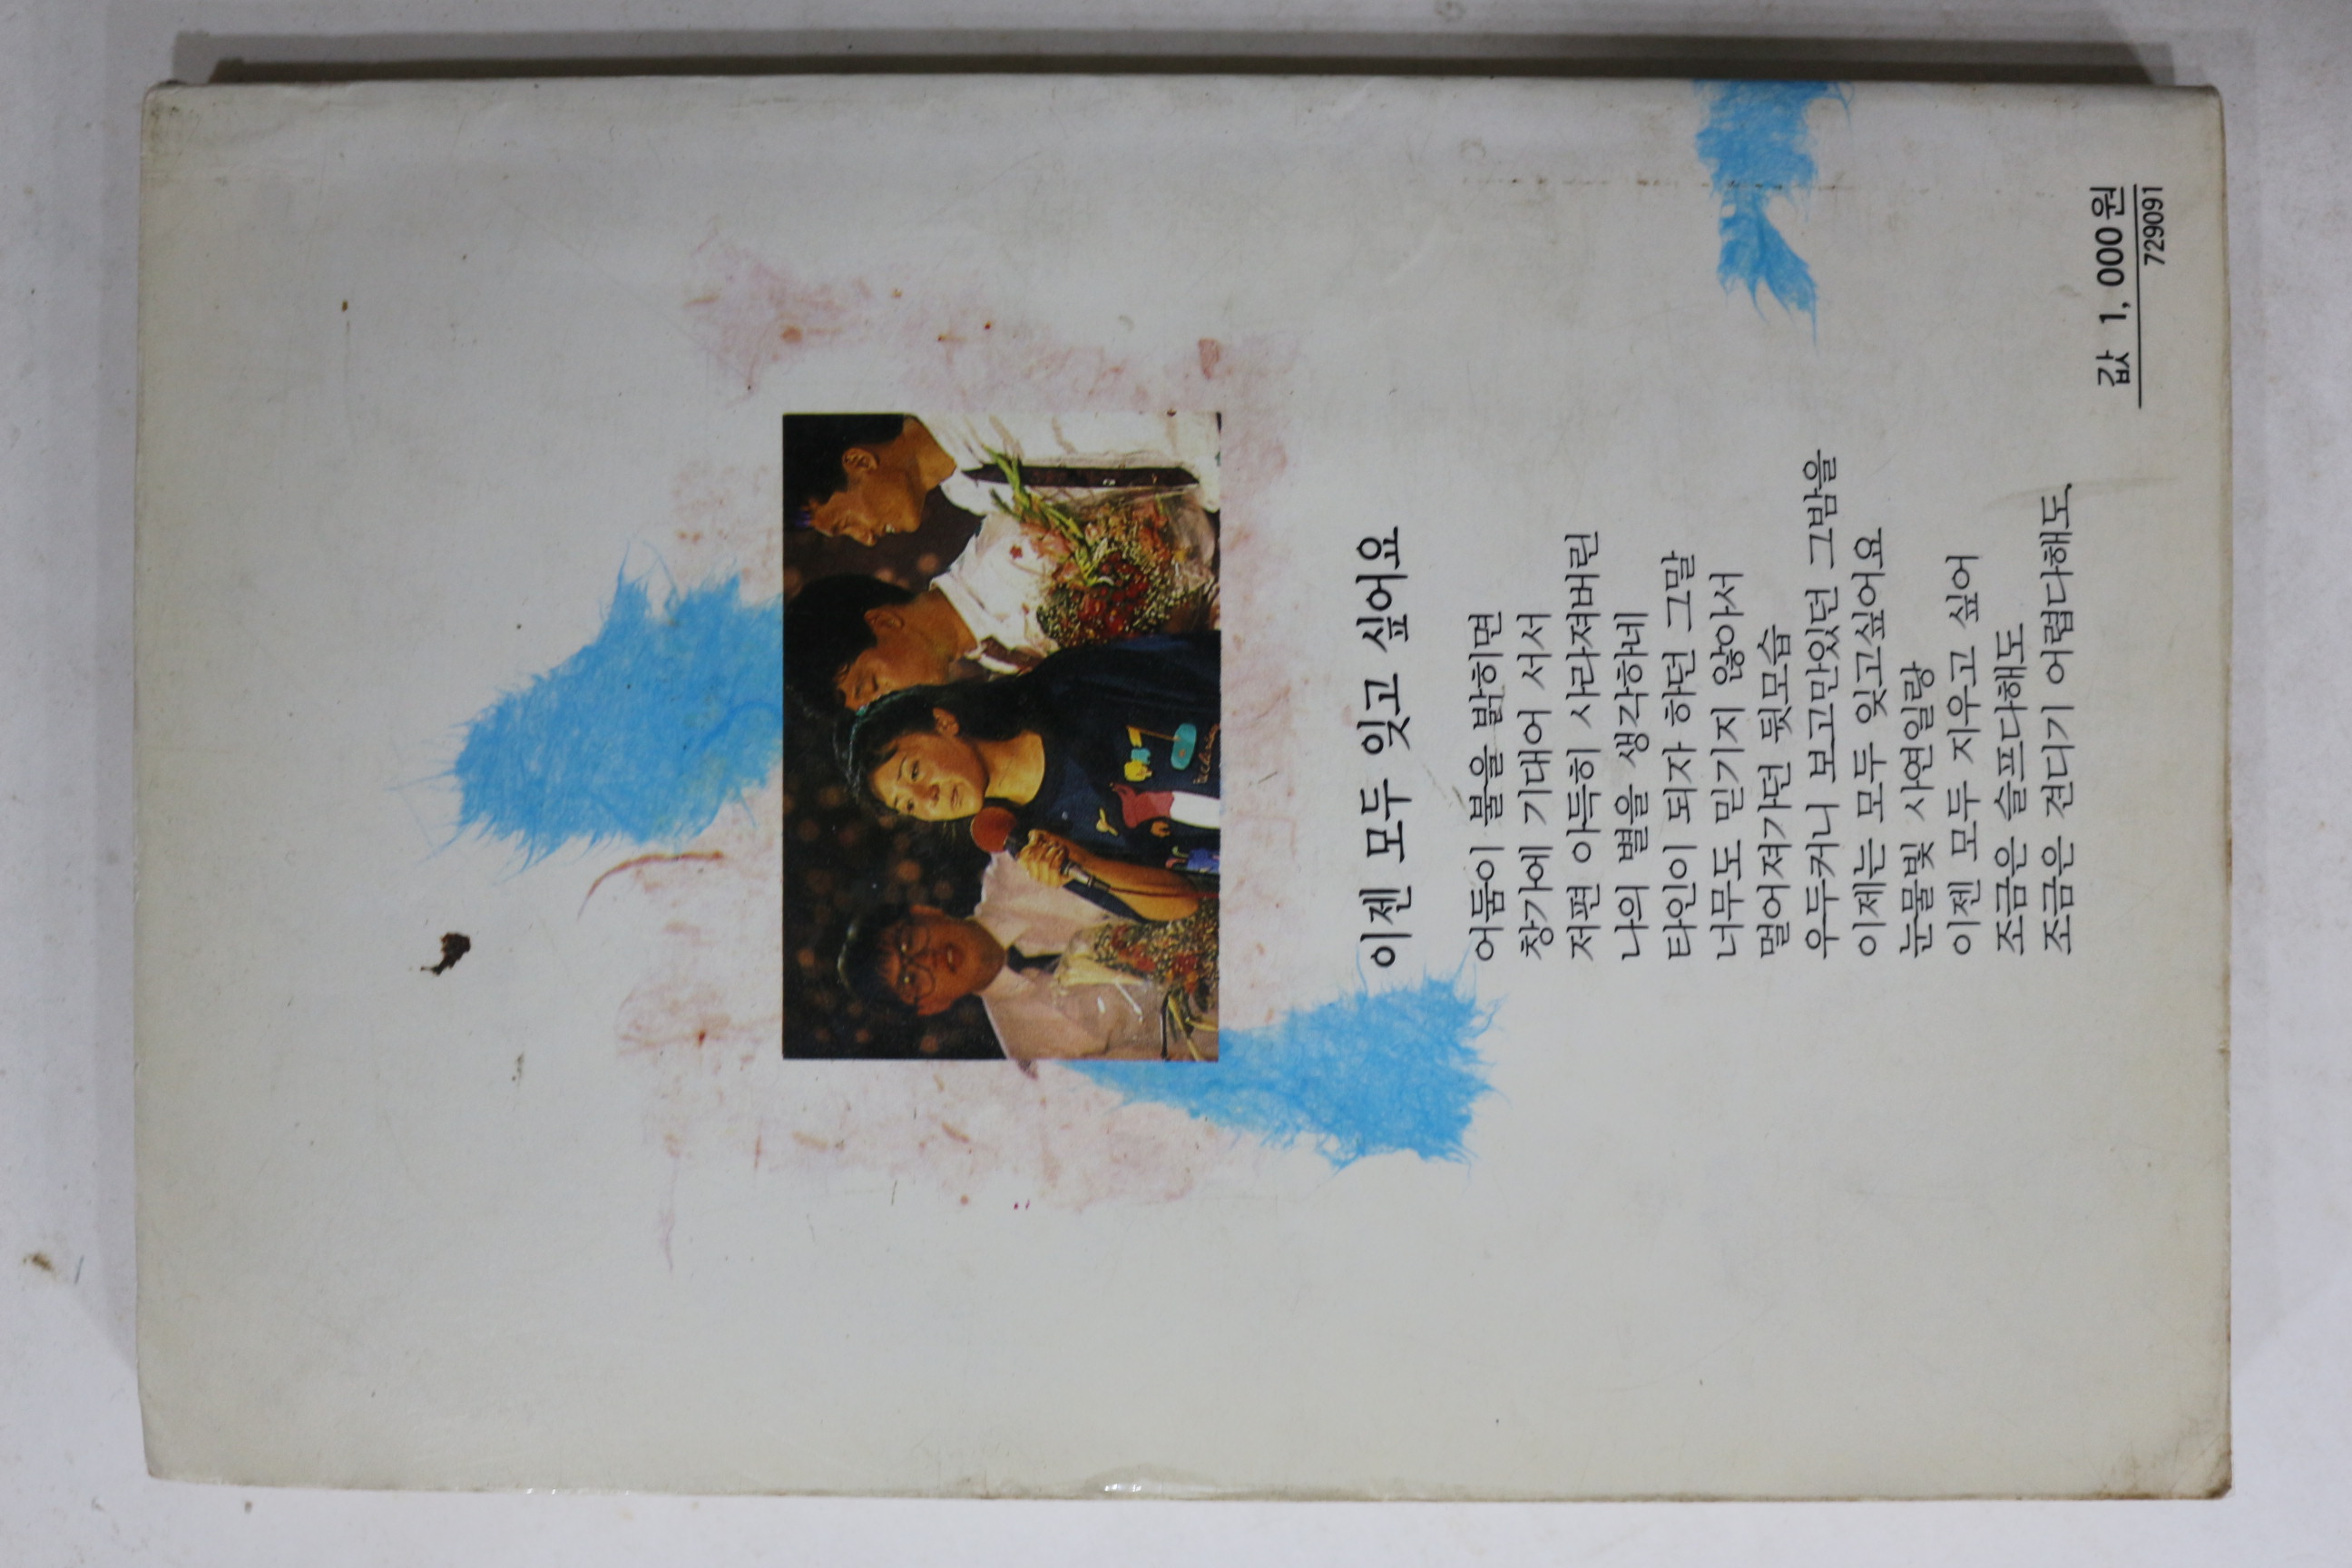 이젠 모두 잊고 싶어요
어둠이 불을 밝히면
창가에 기대어 서서
저편 아득히 사라져버린
나의 별을 생각하네
타인이 되자 하던 그말
너무도 믿기지 않아서
멀어져가던 뒷모습
우두커니 보고만있던 그밤을
이제는 모두 잊고싶어요
눈물빛 사연일랑
이젠 모두 지우고 싶어
조금은 슬프다해도
조금은 견디기 어렵다해도,
값 1,000원
729091